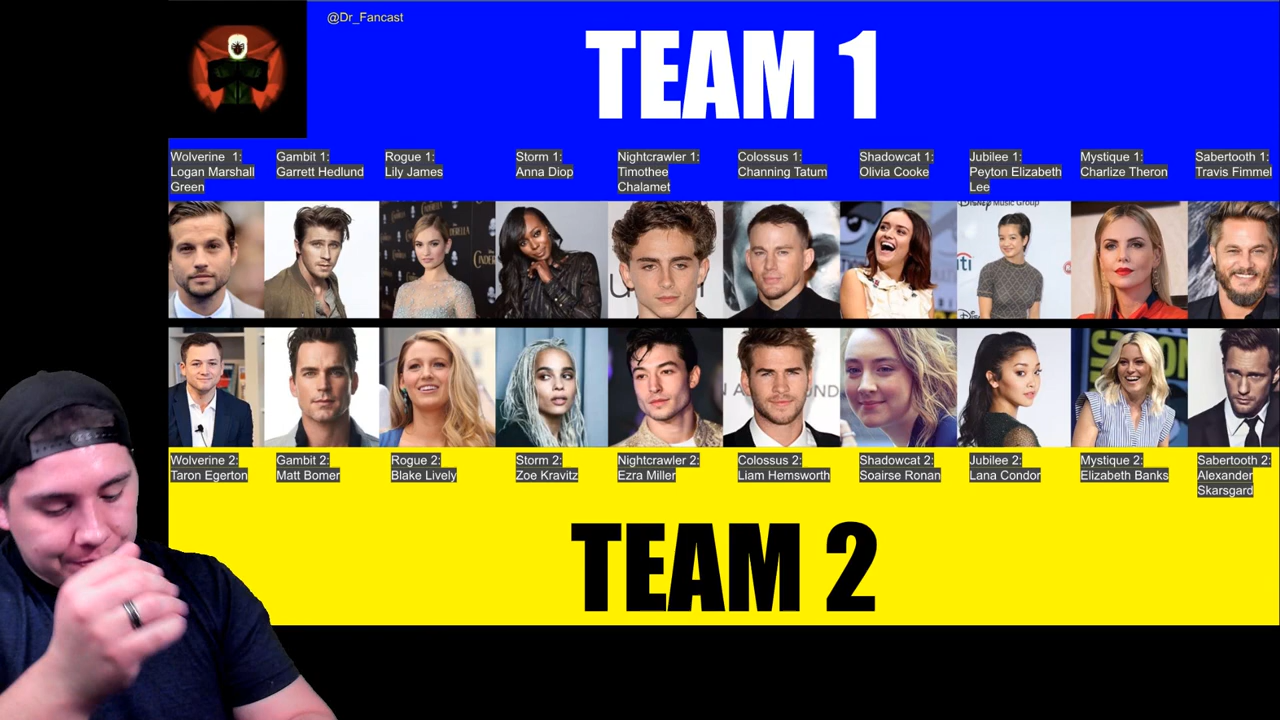 @Dr_Fancast
TEAM 1
Wolverine 1:
Logan Marshall
Green
Gambit 1:
Garrett Hedlund
Rogue 1:
Lily James
Storm 1:
Anna Diop
Nightcrawler 1:
Timothee
Chalamet
Colossus 1:
Channing Tatum
Shadowcat 1:
Olivia Cooke
Jubilee 1:
Peyton Elizabeth
Lee
Mystique 1:
Charlize Theron
Sabertooth 1:
Travis Fimmel
Wolverine 2:
Taron Egerton
Gambit 2:
Matt Bomer
Rogue 2:
Blake Lively
Storm 2:
Zoe Kravitz
Nightcrawler 2:
Ezra Miller
Colossus 2:
Liam Hemsworth
Shadowcat 2:
Soairse Ronan
Jubilee 2:
Lana Condor
Mystique 2:
Elizabeth Banks
Sabertooth 2:
Alexander
Skarsgard
TEAM 2